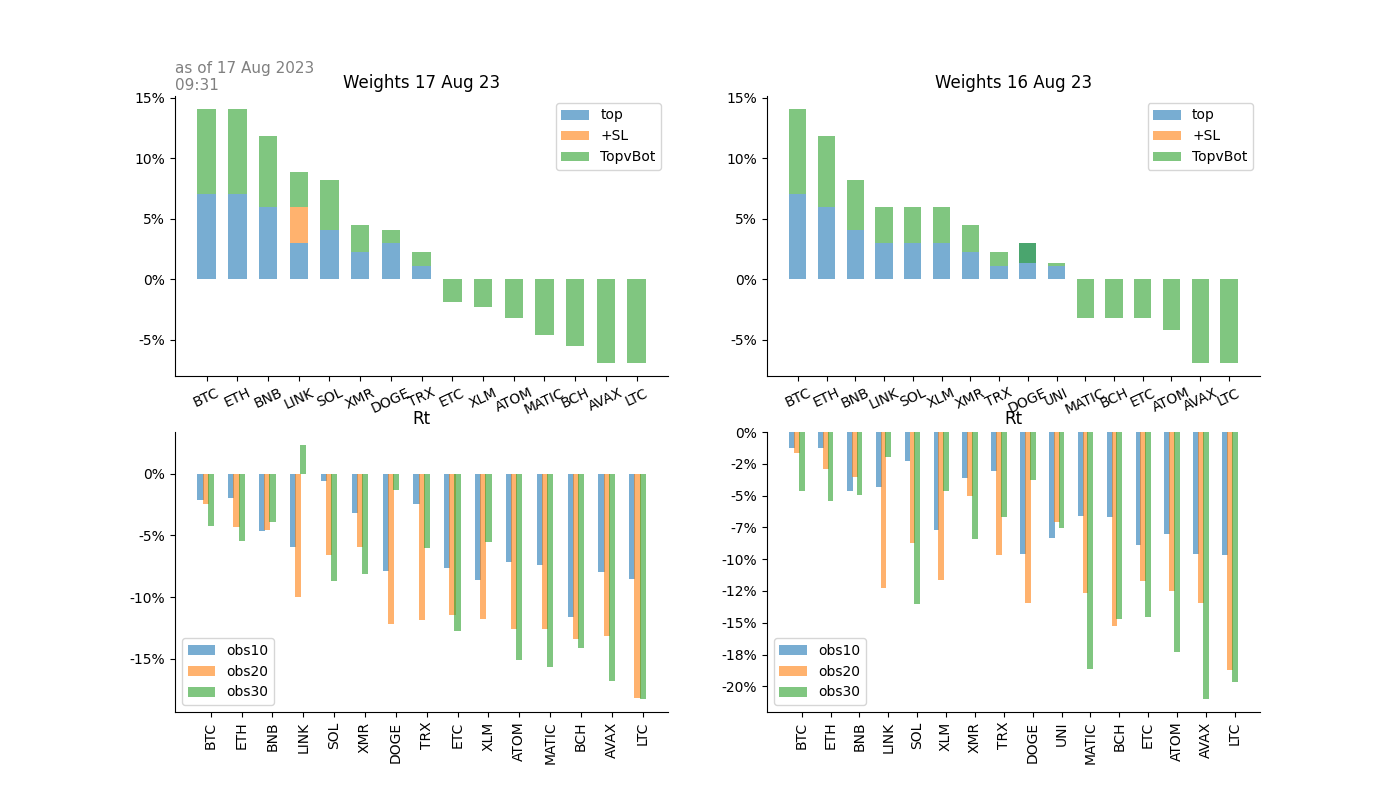 as of 17 Aug 2023
09:31
Weights 17 Aug 23
15%
10%
5%
0%
-5%
top
+SL
TopvBot
BTC
ETH
BNB
LINK
SOL
XMR
DOGE
TRX
ETC
XLM
ATOM
MATIC
BCH
AVAX
LTC
Weights 16 Aug 23
15%
10%
5%
0%
-5%
top
+SL
TopvBot
BTC
ETH
BNB
LINK
SOL
XLM
XMR
TRX
DOGE
UNI
MATIC
BCH
ETC
ATOM
AVAX
LTC
Rt
0%
-5%
-10%
-15%
obs10
obs20
obs30
BTC
ETH
BNB
LINK
SOL
XMR
DOGE
TRX
ETC
XLM
ATOM
MATIC
BCH
AVAX
LTC
Rt
0%
-2%
-5%
-7%
-10%
-12%
-15%
-18%
-20%
obs10
obs20
obs30
BTC
ETH
BNB
LINK
SOL
XLM
XMR
TRX
DOGE
UNI
MATIC
BCH
ETC
ATOM
AVAX
LTC